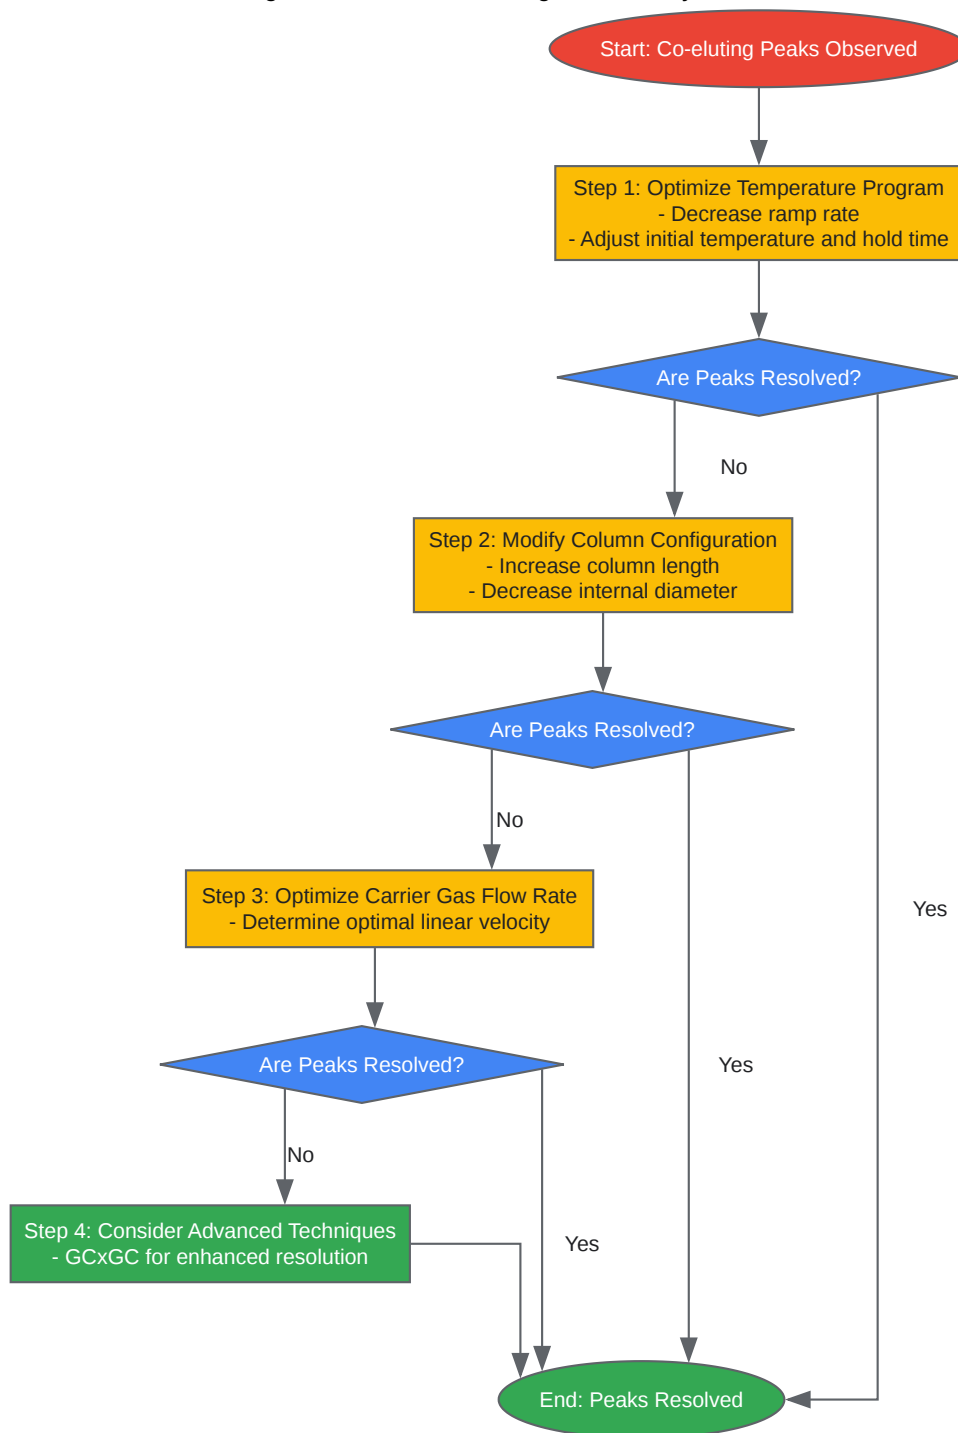 Start: Co-eluting Peaks Observed
Step 1: Optimize Temperature Program
- Decrease ramp rate
- Adjust initial temperature and hold time
Are Peaks Resolved?
No
Step 2: Modify Column Configuration
- Increase column length
- Decrease internal diameter
Are Peaks Resolved?
No
Step 3: Optimize Carrier Gas Flow Rate
- Determine optimal linear velocity
Yes
Are Peaks Resolved?
Yes
No
Step 4: Consider Advanced Techniques
- GCxGC for enhanced resolution
Yes
End: Peaks Resolved